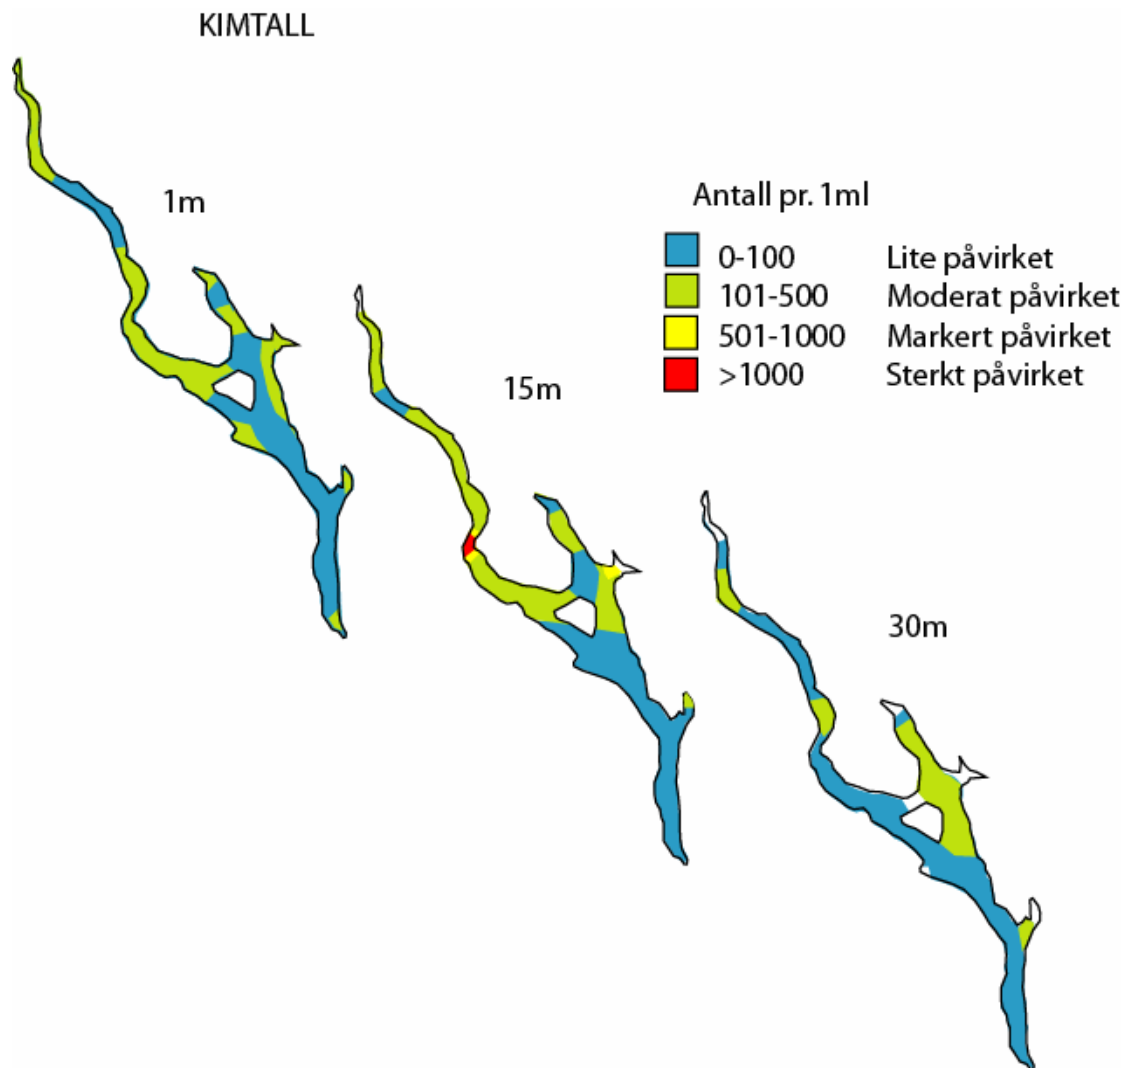 KIMTALL
1m
Antall pr. 1ml
0-100 Lite påvirket
101-500 Moderat påvirket
501-1000 Markert påvirket
>1000 Sterkt påvirket
15m
30m